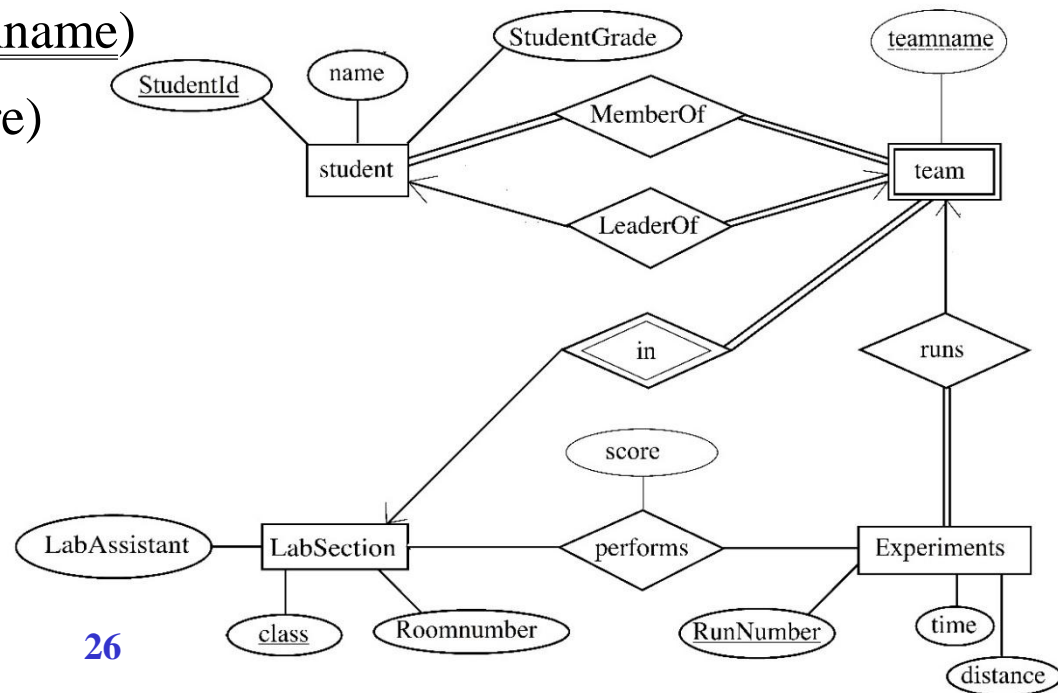 name)
re)
StudentId
name
StudentGrade
teamname
student
MemberOf
team
LeaderOf
in
runs
score
LabAssistant
LabSection
performs
Experiments
class
Roomnumber
RunNumber
time
distance
26